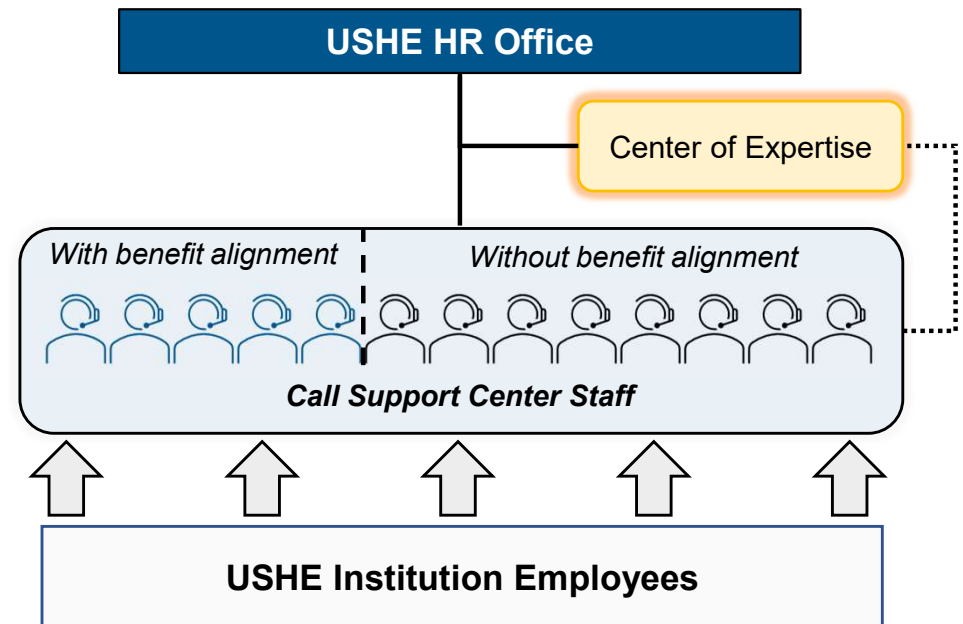 USHE HR Office
Center of Expertise
With benefit alignment
Without benefit alignment
Call Support Center Staff
USHE Institution Employees